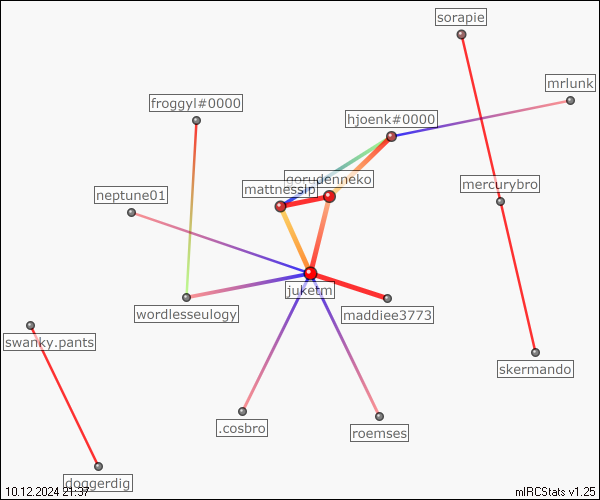 sorapie
mrlunk
froggyl#0000
hjoenk#0000
gorudenneko
mattnessip
mercurybro
neptune01
juketm
wordlesseulogy
maddiee3773
swanky.pants
skermando
.cosbro
roemses
doggerdig
10.12.2024 21:37
mIRCStats v1.25